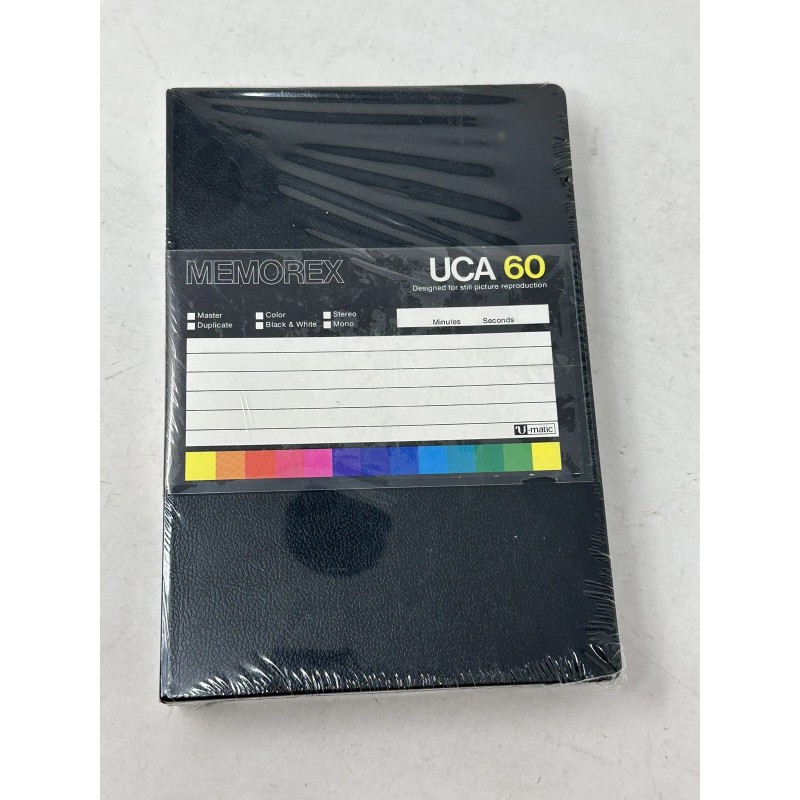 MEMOREX
UCA 60
Designed for still picture reproduction
Master Color Stereo
Duplicate Black & White Mono
Minutes Seconds
U-matic